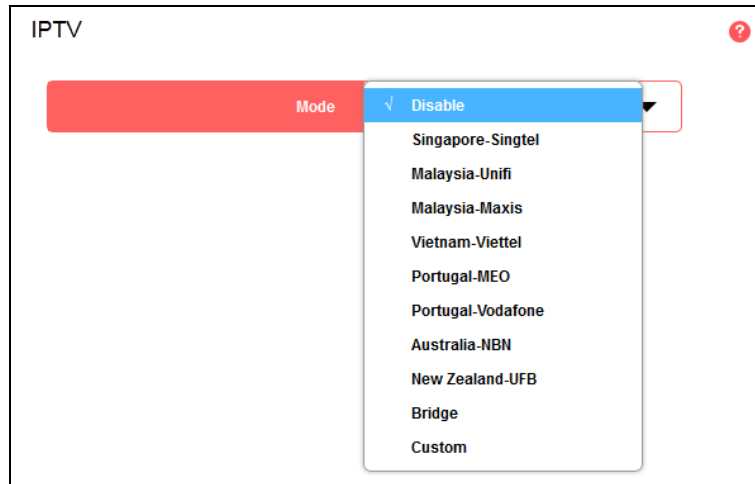 IPTV
?
Mode
√ Disable
Singapore-Singtel
Malaysia-Unifi
Malaysia-Maxis
Vietnam-Viettel
Portugal-MEO
Portugal-Vodafone
Australia-NBN
New Zealand-UFB
Bridge
Custom